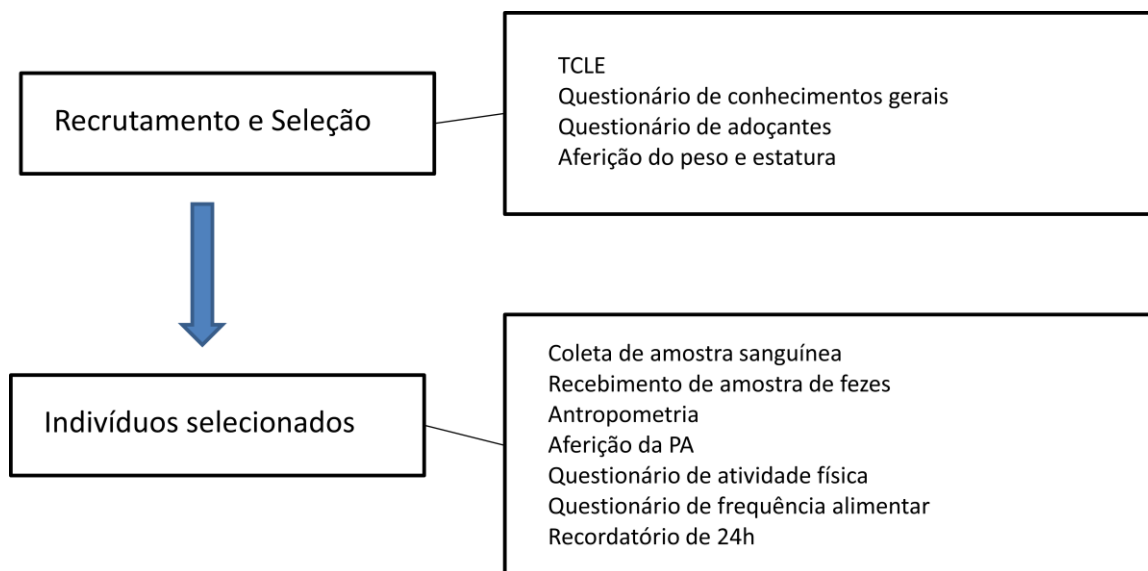 Recrutamento e Seleção
TCLE
Questionário de conhecimentos gerais
Questionário de adoçantes
Aferição do peso e estatura
Indivíduos selecionados
Coleta de amostra sanguínea
Recebimento de amostra de fezes
Antropometria
Aferição da PA
Questionário de atividade física
Questionário de frequência alimentar
Recordatório de 24h